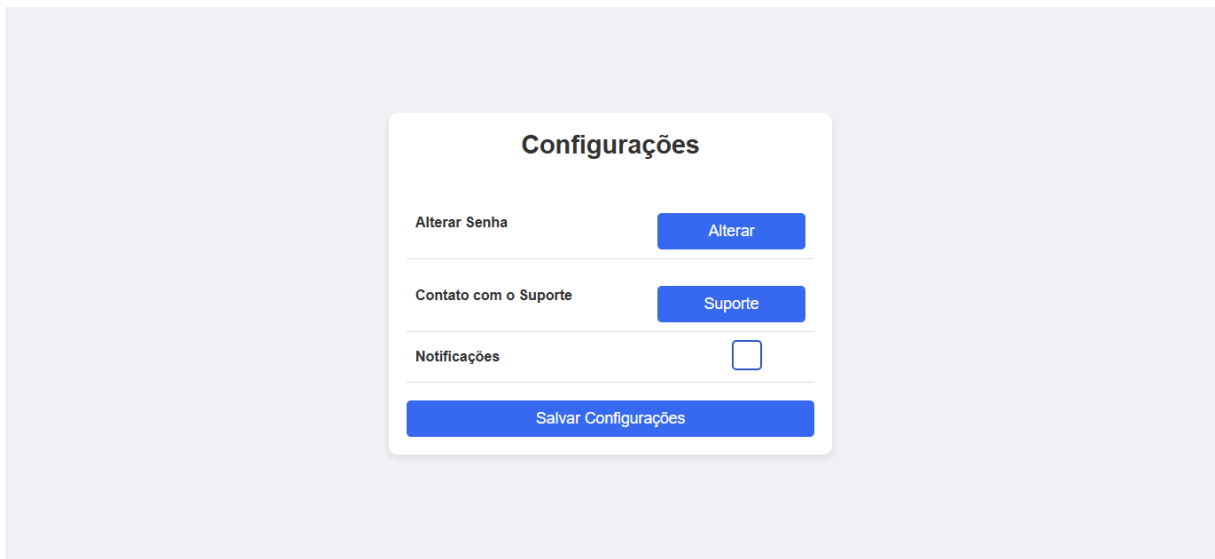 Configurações
Alterar Senha
Alterar
Contato com o Suporte
Suporte
Notificações
Salvar Configurações